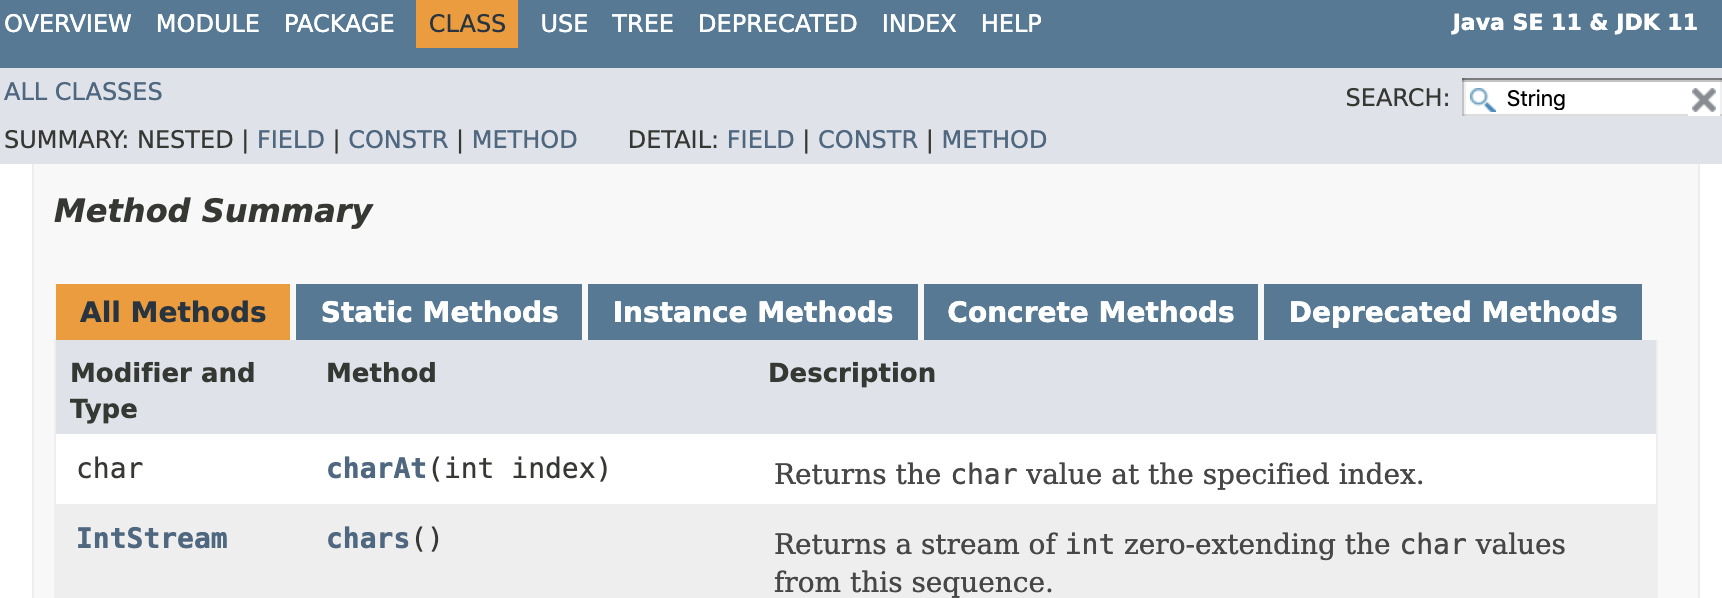 OVERVIEW MODULE PACKAGE CLASS USE TREE DEPRECATED INDEX HELP Java SE 11 & JDK 11
ALL CLASSES SEARCH: String
SUMMARY: NESTED | FIELD | CONSTR | METHOD DETAIL: FIELD | CONSTR | METHOD
Method Summary
All Methods Static Methods Instance Methods Concrete Methods Deprecated Methods
Modifier and Type Method Description
char charAt(int index) Returns the char value at the specified index.
IntStream chars() Returns a stream of int zero-extending the char values
from this sequence.